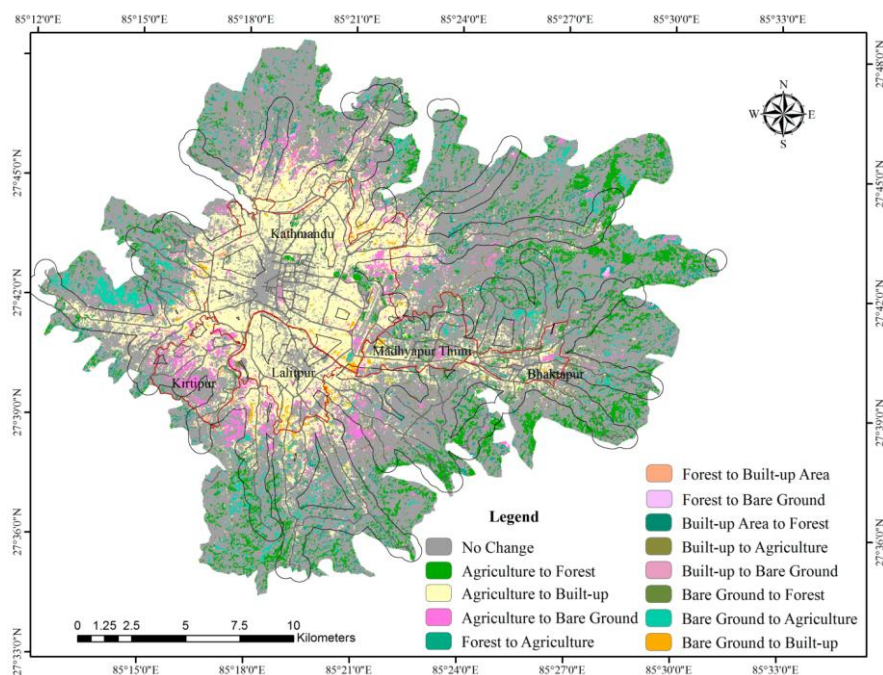 85°12'0"E 85°15'0"E 85°18'0"E 85°21'0"E 85°24'0"E 85°27'0"E 85°30'0"E 85°33'0"E
27°48'0"N
N
W E
S
27°45'0"N 27°45'0"N
Kathmandu
27°42'0"N 27°42'0"N
Madhyapur Thimi
Kirtipur Lalitpur Bhaktapur
27°39'0"N 27°39'0"N
Legend
No Change
Agriculture to Forest
Agriculture to Built-up
Agriculture to Bare Ground
Forest to Agriculture
Forest to Built-up Area
Forest to Bare Ground
Built-up Area to Forest
Built-up to Agriculture
Built-up to Bare Ground
Bare Ground to Forest
Bare Ground to Agriculture
Bare Ground to Built-up
27°36'0"N 27°36'0"N
0 1.25 2.5 5 7.5 10
Kilometers
27°33'0"N
85°15'0"E 85°18'0"E 85°21'0"E 85°24'0"E 85°27'0"E 85°30'0"E 85°33'0"E